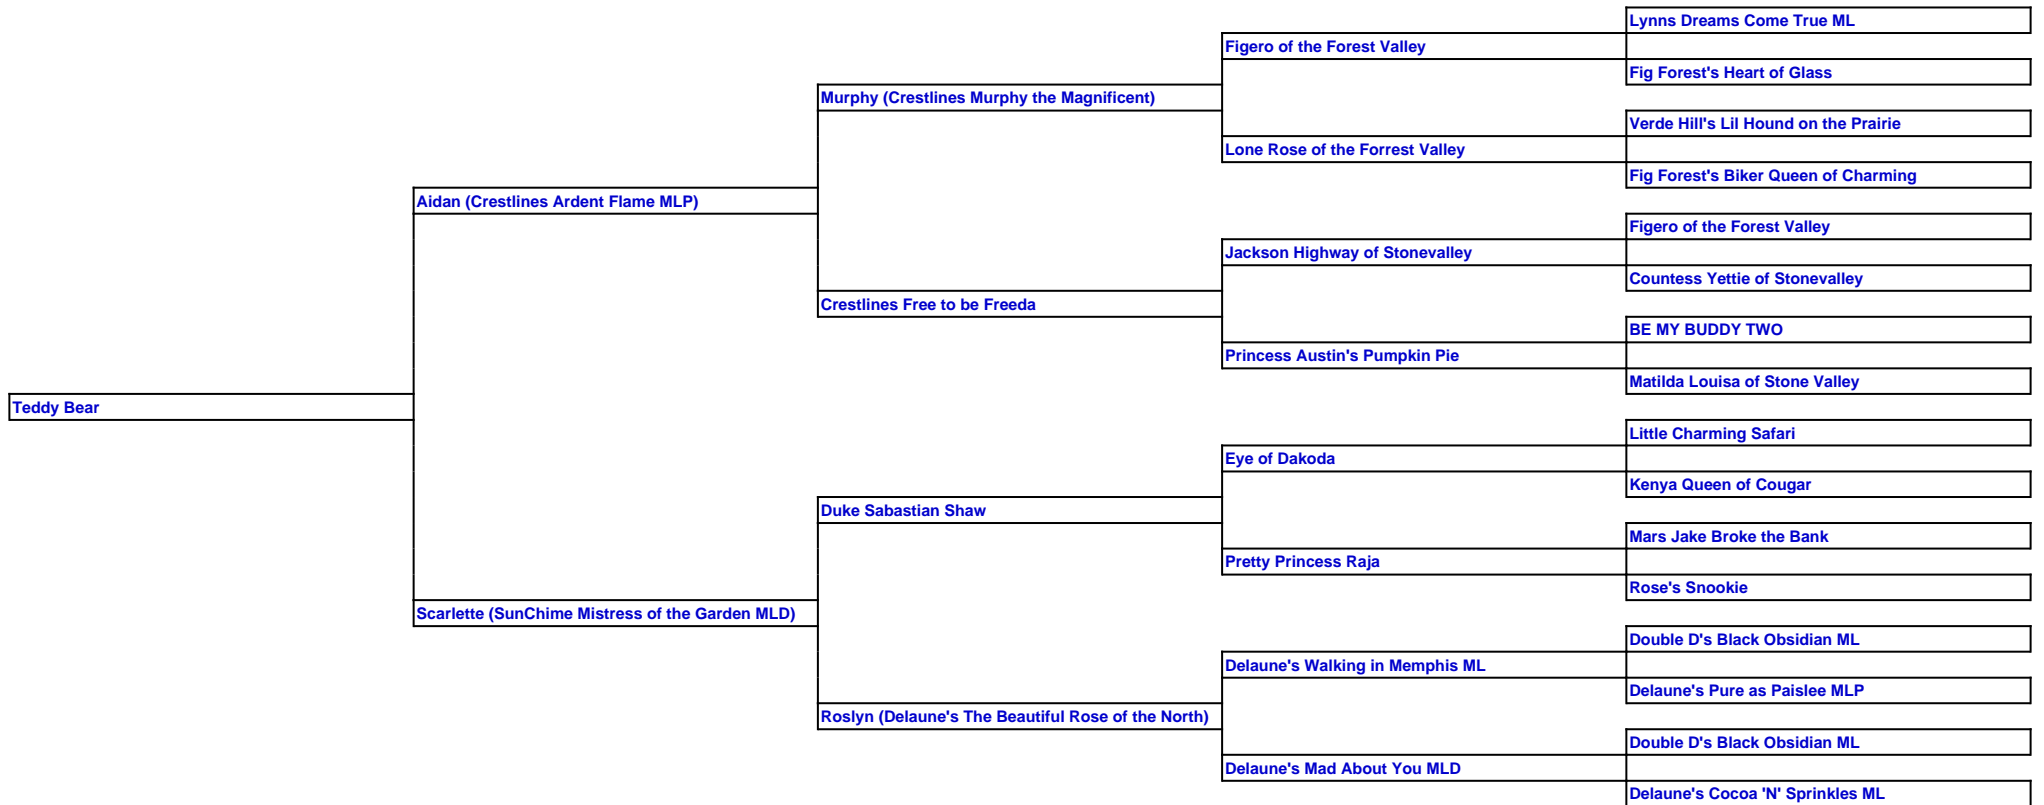 Lynns Dreams Come True ML
Figero of the Forest Valley
Fig Forest's Heart of Glass
Murphy (Crestlines Murphy the Magnificent)
Verde Hill's Lil Hound on the Prairie
Lone Rose of the Forrest Valley
Fig Forest's Biker Queen of Charming
Aidan (Crestlines Ardent Flame MLP)
Figero of the Forest Valley
Jackson Highway of Stonevalley
Countess Yettie of Stonevalley
Crestlines Free to be Freeda
BE MY BUDDY TWO
Princess Austin's Pumpkin Pie
Matilda Louisa of Stone Valley
Teddy Bear
Little Charming Safari
Eye of Dakoda
Kenya Queen of Cougar
Duke Sabastian Shaw
Mars Jake Broke the Bank
Pretty Princess Raja
Rose's Snookie
Scarlette (SunChime Mistress of the Garden MLD)
Double D's Black Obsidian ML
Delaune's Walking in Memphis ML
Delaune's Pure as Paislee MLP
Roslyn (Delaune's The Beautiful Rose of the North)
Double D's Black Obsidian ML
Delaune's Mad About You MLD
Delaune's Cocoa 'N' Sprinkles ML